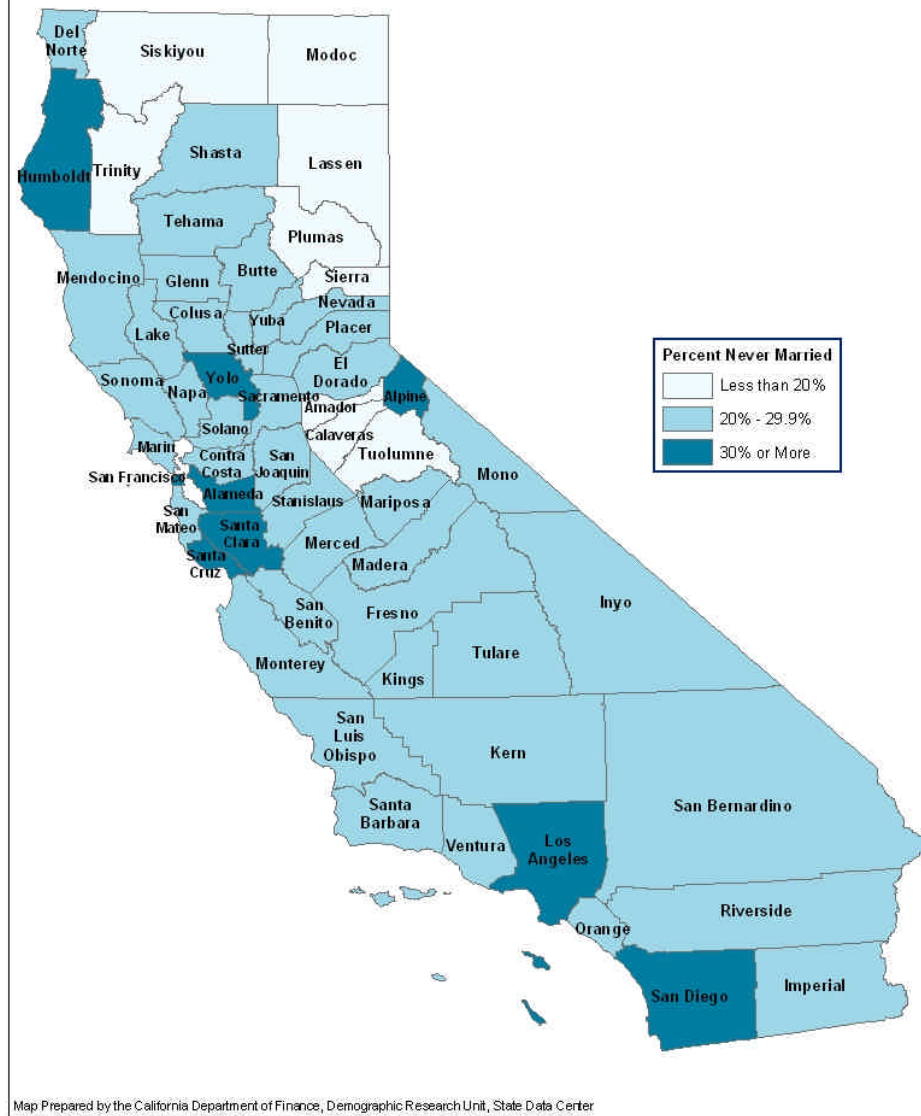 Del
Norte
Siskiyou
Modoc
Humboldt
Trinity
Shasta
Lassen
Tehama
Plumas
Mendocino
Glenn
Butte
Sierra
Colusa
Nevada
Lake
Yuba
Placer
Sutter
Sonoma
Napa
Yolo
El
Dorado
Sacramento
Alpine
Amador
Solano
Calaveras
Marin
Contra
Costa
San
Joaquin
Tuolumne
Mono
San Francisco
Alameda
Stanislaus
Mariposa
San
Mateo
Santa
Clara
Merced
Santa
Cruz
Madera
San
Benito
Fresno
Inyo
Monterey
Kings
Tulare
San
Luis
Obispo
Kern
Santa
Barbara
San Bernardino
Ventura
Los
Angeles
Orange
Riverside
San Diego
Imperial
Percent Never Married
Less than 20%
20% - 29.9%
30% or More
Map Prepared by the California Department of Finance, Demographic Research Unit, State Data Center